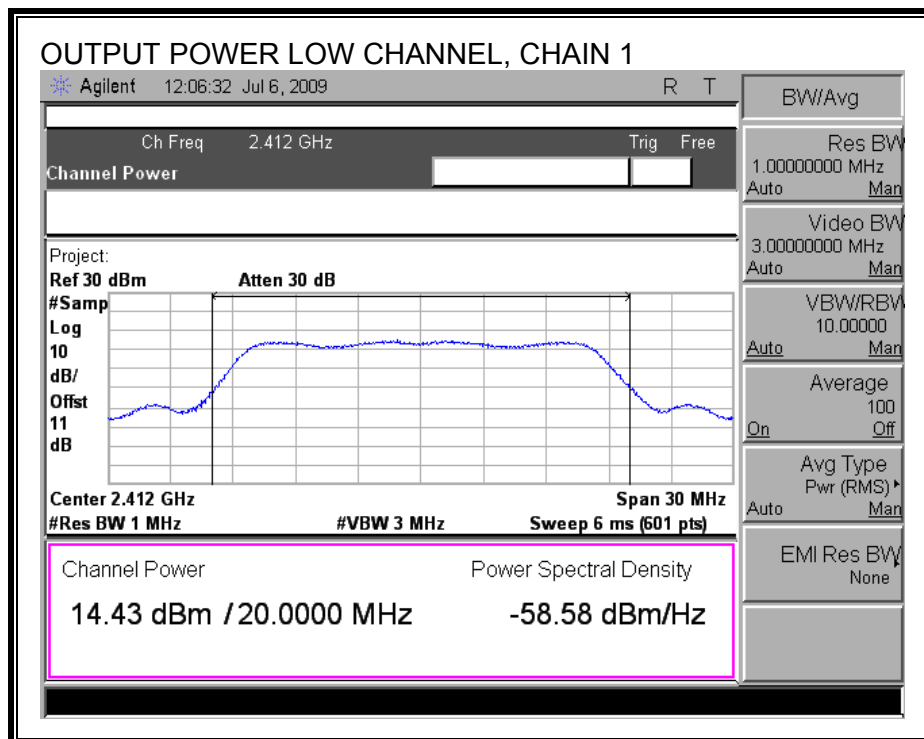 OUTPUT POWER LOW CHANNEL, CHAIN 1
Agilent 12:06:32 Jul 6, 2009 R T
Ch Freq 2.412 GHz Trig Free
Channel Power
Project:
Ref 30 dBm Atten 30 dB
#Samp
Log
10
dB/
Offst
11
dB
Center 2.412 GHz Span 30 MHz
#Res BW 1 MHz #VBW 3 MHz Sweep 6 ms (601 pts)
Channel Power Power Spectral Density
14.43 dBm / 20.0000 MHz -58.58 dBm/Hz
BW/Avg
Res BW
1.00000000 MHz
Auto Man
Video BW
3.00000000 MHz
Auto Man
VBW/RBW
10.00000
Auto Man
Average
100
On Off
Avg Type
Pwr (RMS)
Auto Man
EMI Res BW
None